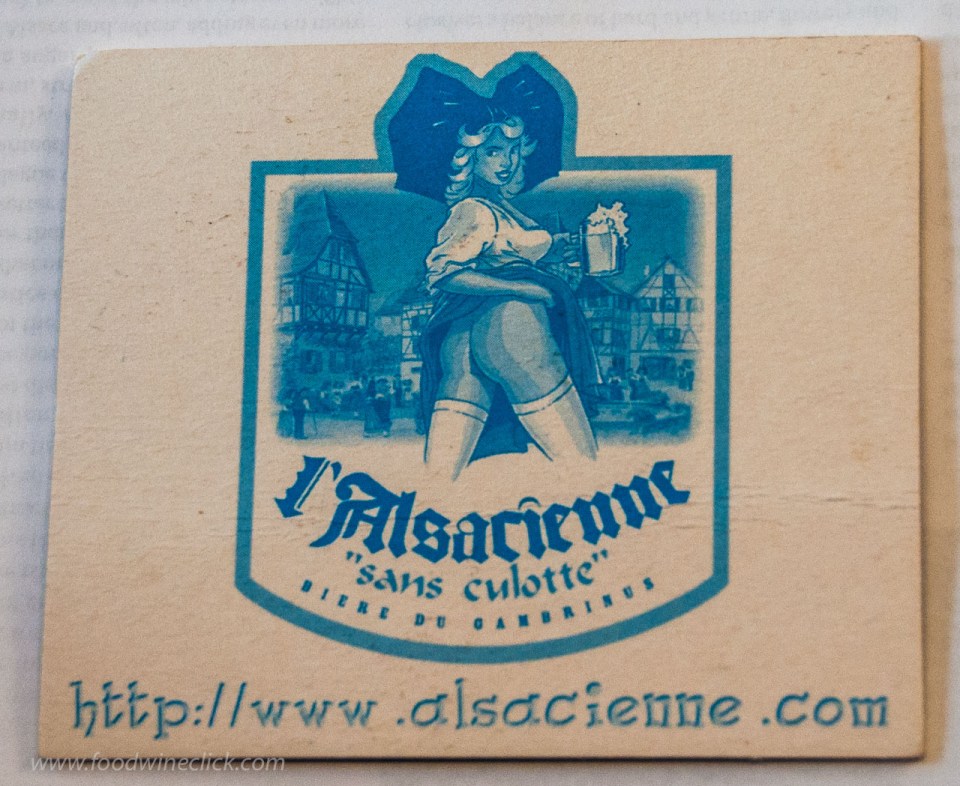 l'Alsacienne
"sans culotte"
BIERE DU GAMBRINUS
http://www.alsacienne.com
www.foodwineclick.com